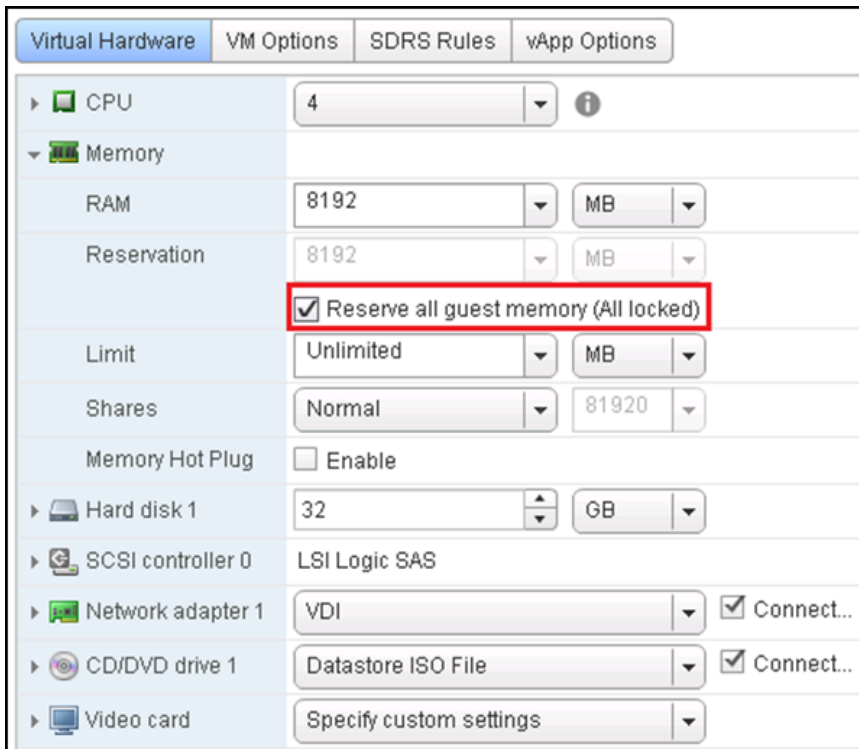 Virtual Hardware VM Options SDRS Rules vApp Options
CPU 4
Memory
RAM 8192 MB
Reservation 8192 MB
Reserve all guest memory (All locked)
Limit Unlimited MB
Shares Normal 81920
Memory Hot Plug Enable
Hard disk 1 32 GB
SCSI controller 0 LSI Logic SAS
Network adapter 1 VDI Connect...
CD/DVD drive 1 Datastore ISO File Connect...
Video card Specify custom settings